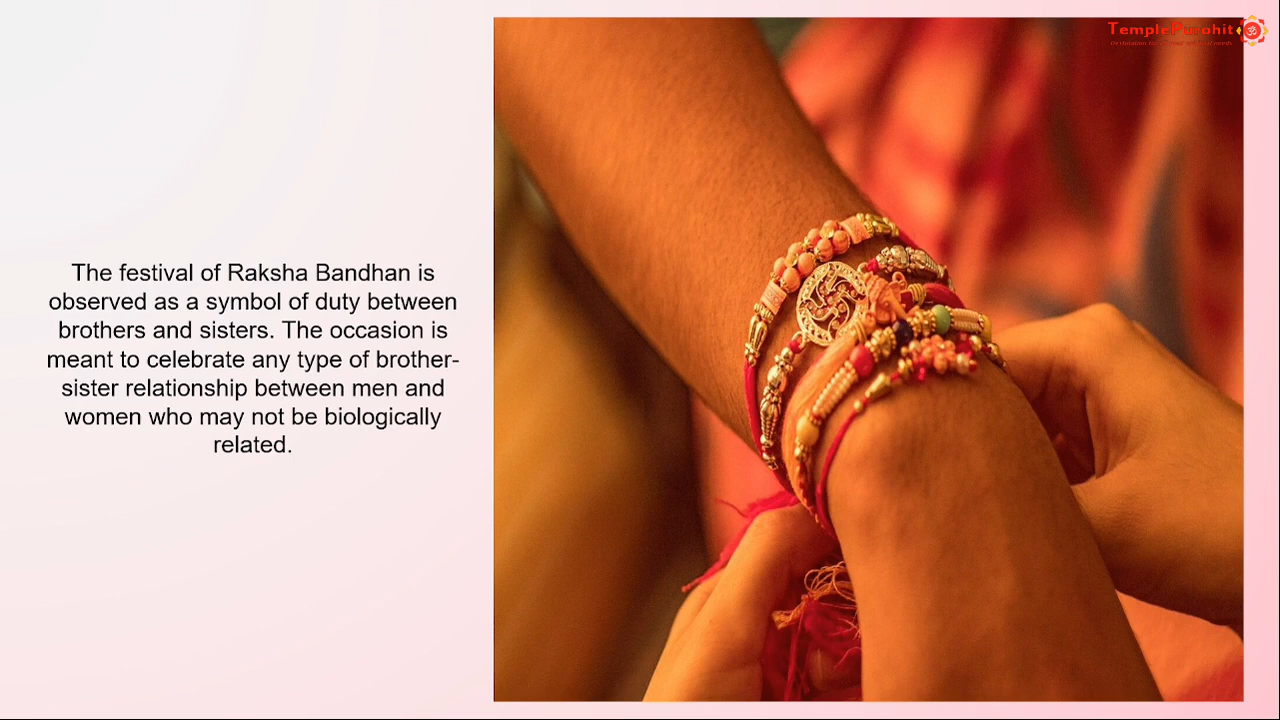 TemplePurohit
The festival of Raksha Bandhan is
observed as a symbol of duty between
brothers and sisters. The occasion is
meant to celebrate any type of brother-
sister relationship between men and
women who may not be biologically
related.